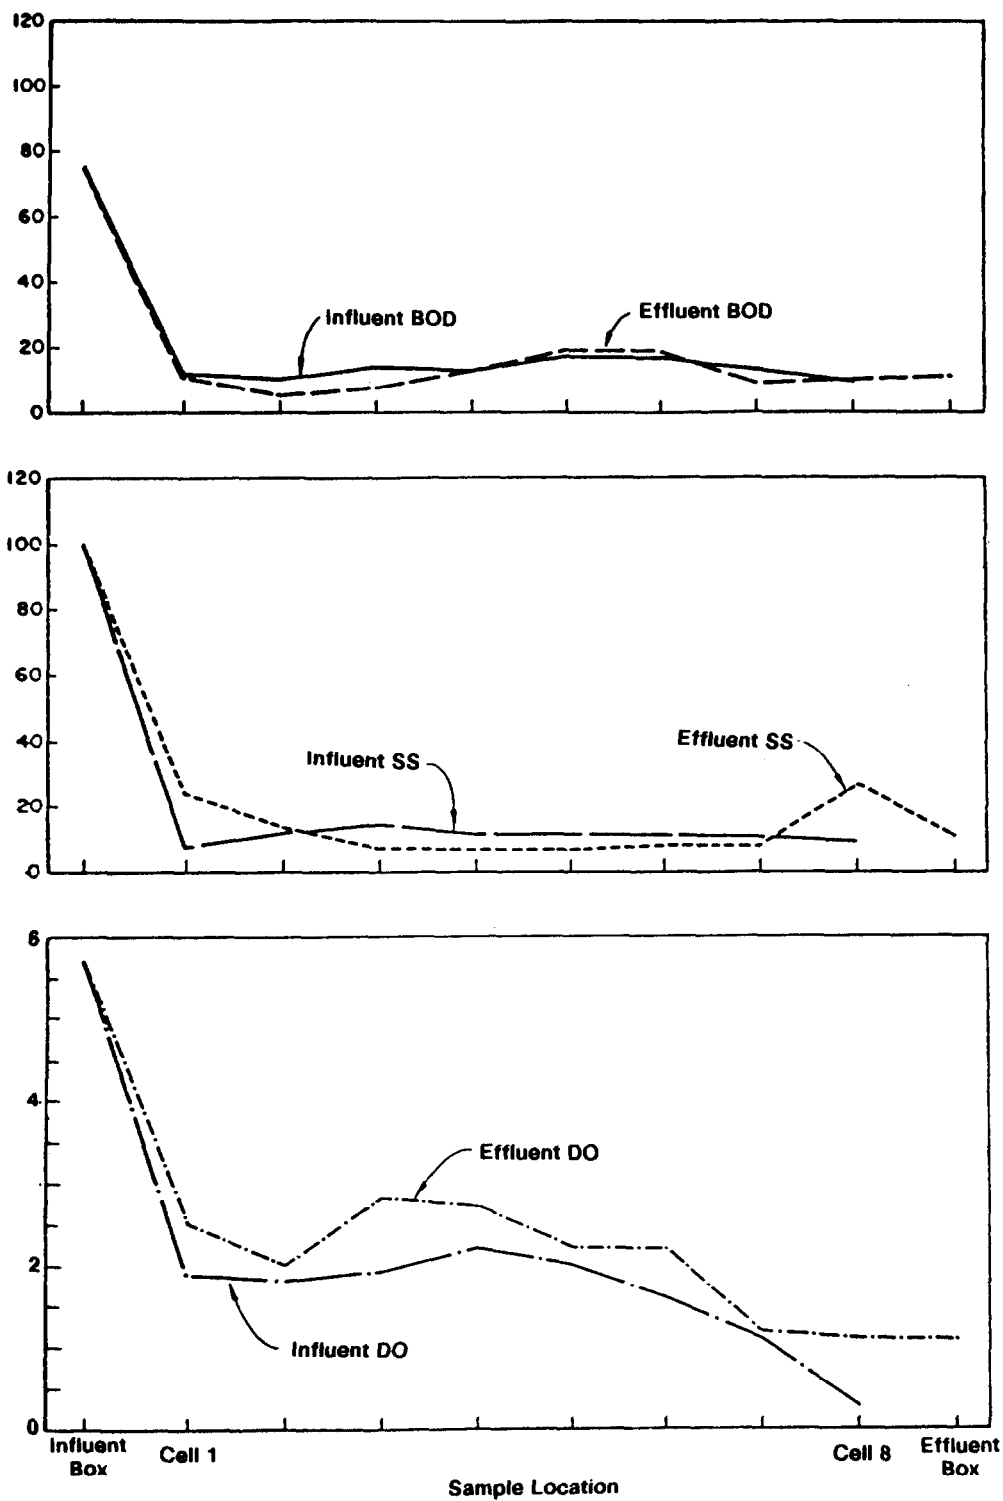 120
100
80
60
40
20
0
Influent BOD
Effluent BOD
120
100
80
60
40
20
0
Influent SS
Effluent SS
6
4
2
0
Effluent DO
Influent DO
Influent
Box
Cell 1
Cell 8
Effluent
Box
Sample Location